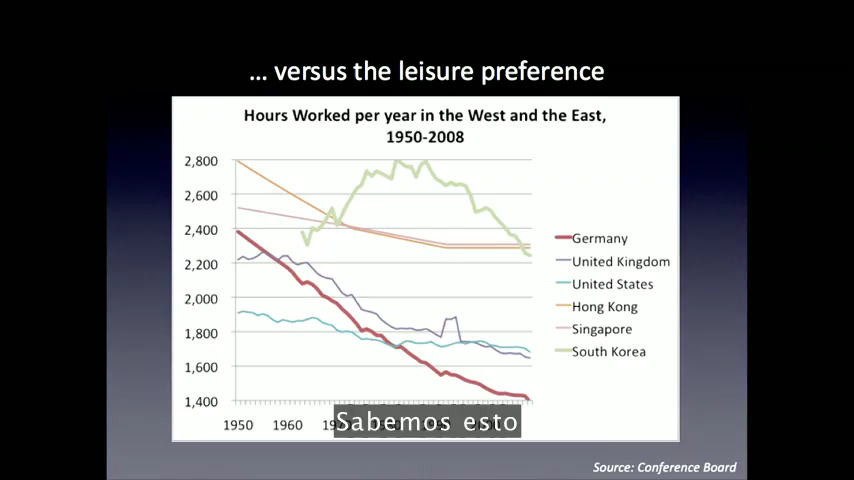 ... versus the leisure preference
Hours Worked per year in the West and the East,
1950-2008
2,800
2,600
2,400
2,200
2,000
1,800
1,600
1,400
1950 1960
Germany
United Kingdom
United States
Hong Kong
Singapore
South Korea
Sabemos esto
Source: Conference Board